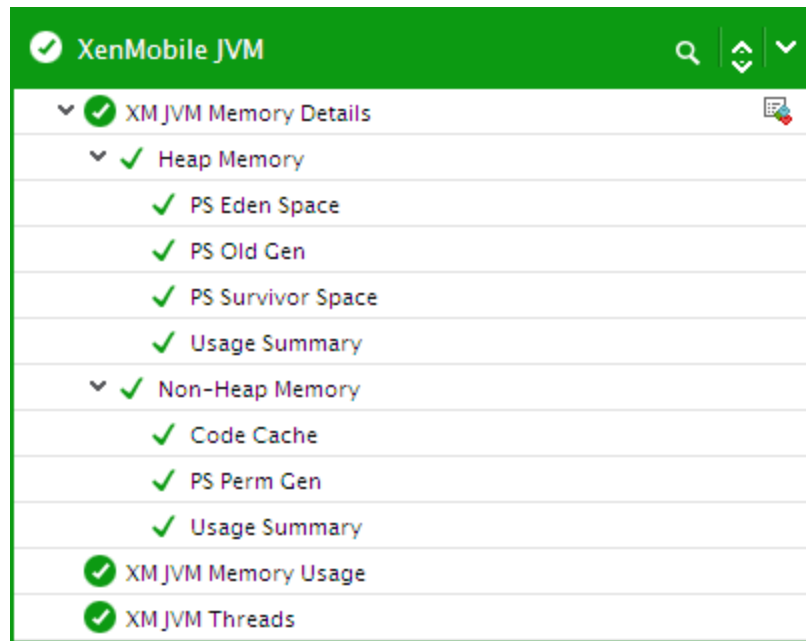 XenMobile JVM
XM JVM Memory Details
Heap Memory
PS Eden Space
PS Old Gen
PS Survivor Space
Usage Summary
Non-Heap Memory
Code Cache
PS Perm Gen
Usage Summary
XM JVM Memory Usage
XM JVM Threads